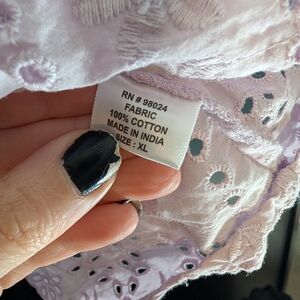 RN # 98024
FABRIC
100% COTTON
MADE IN INDIA
SIZE : XL